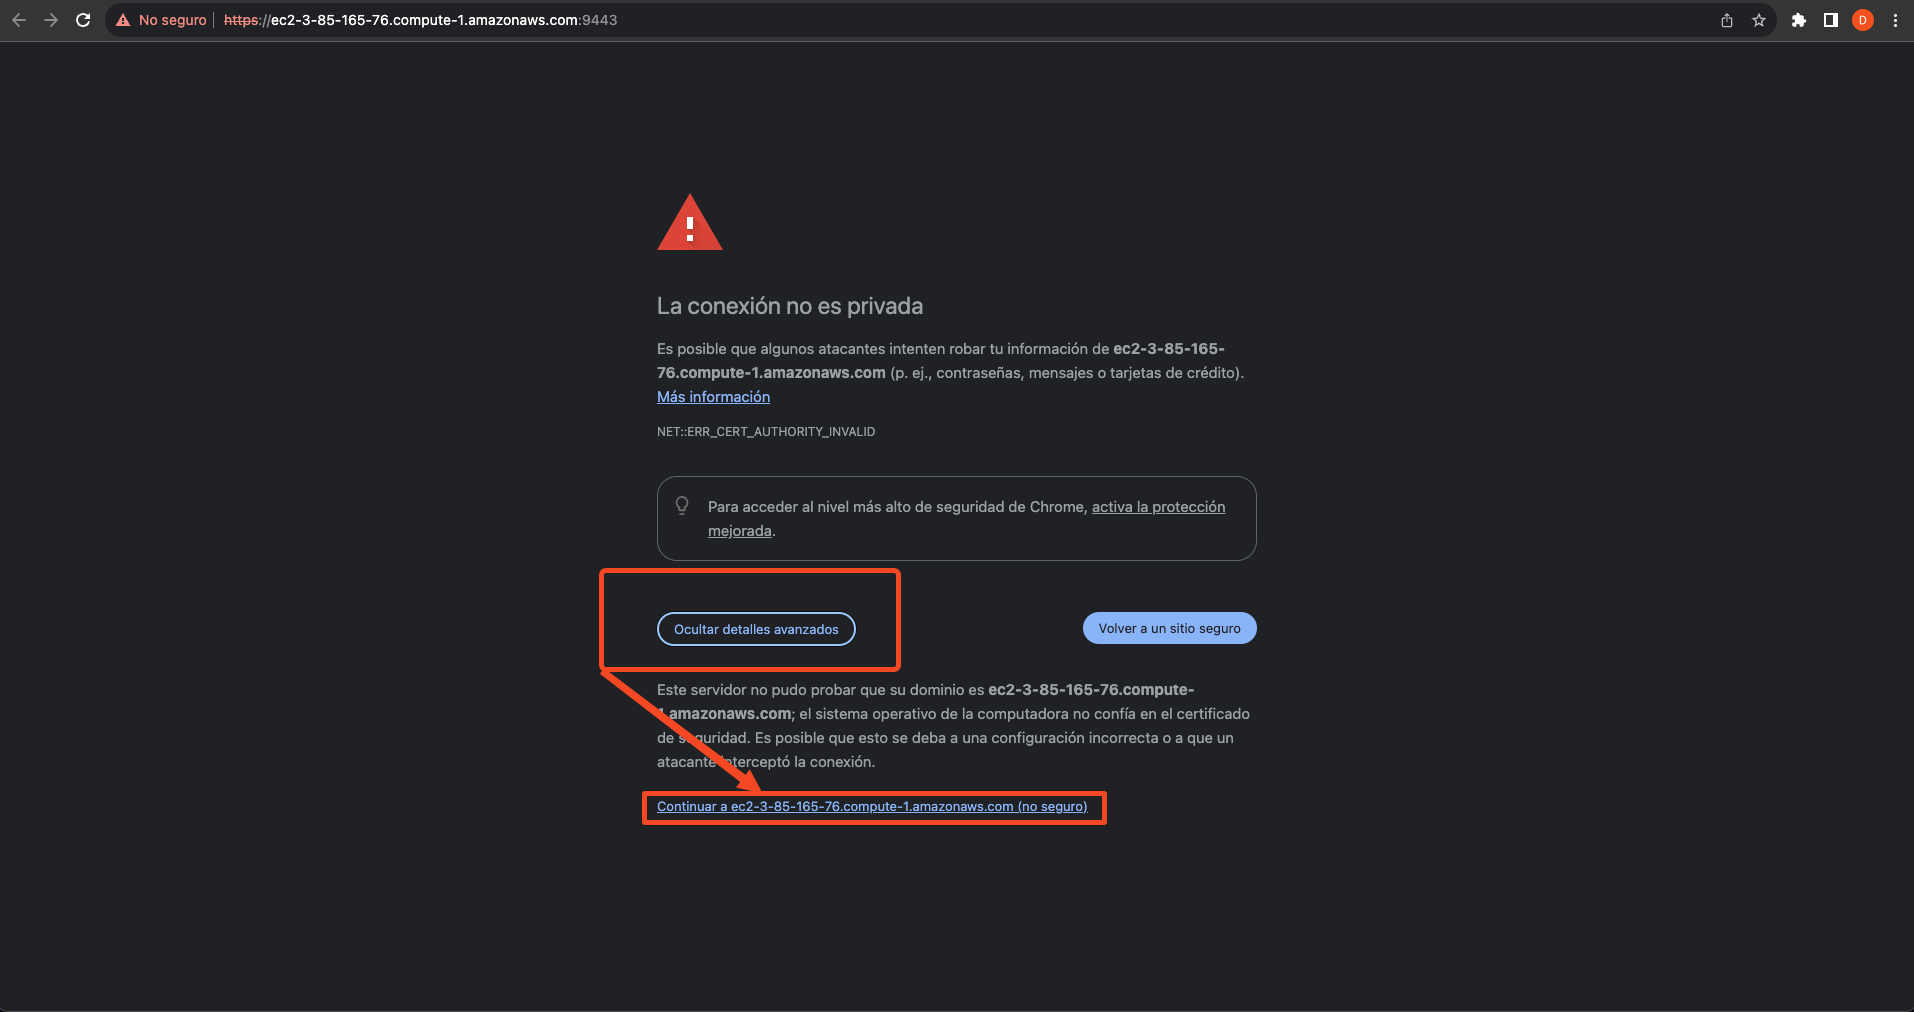 No seguro | https://ec2-3-85-165-76.compute-1.amazonaws.com:9443
D
La conexión no es privada
Es posible que algunos atacantes intenten robar tu información de ec2-3-85-165-
76.compute-1.amazonaws.com (p. ej., contraseñas, mensajes o tarjetas de crédito).
Más información
NET::ERR_CERT_AUTHORITY_INVALID
Para acceder al nivel más alto de seguridad de Chrome, activa la protección
mejorada.
Ocultar detalles avanzados
Volver a un sitio seguro
Este servidor no pudo probar que su dominio es ec2-3-85-165-76.compute-
1.amazonaws.com; el sistema operativo de la computadora no confía en el certificado
de seguridad. Es posible que esto se deba a una configuración incorrecta o a que un
atacante interceptó la conexión.
Continuar a ec2-3-85-165-76.compute-1.amazonaws.com (no seguro)